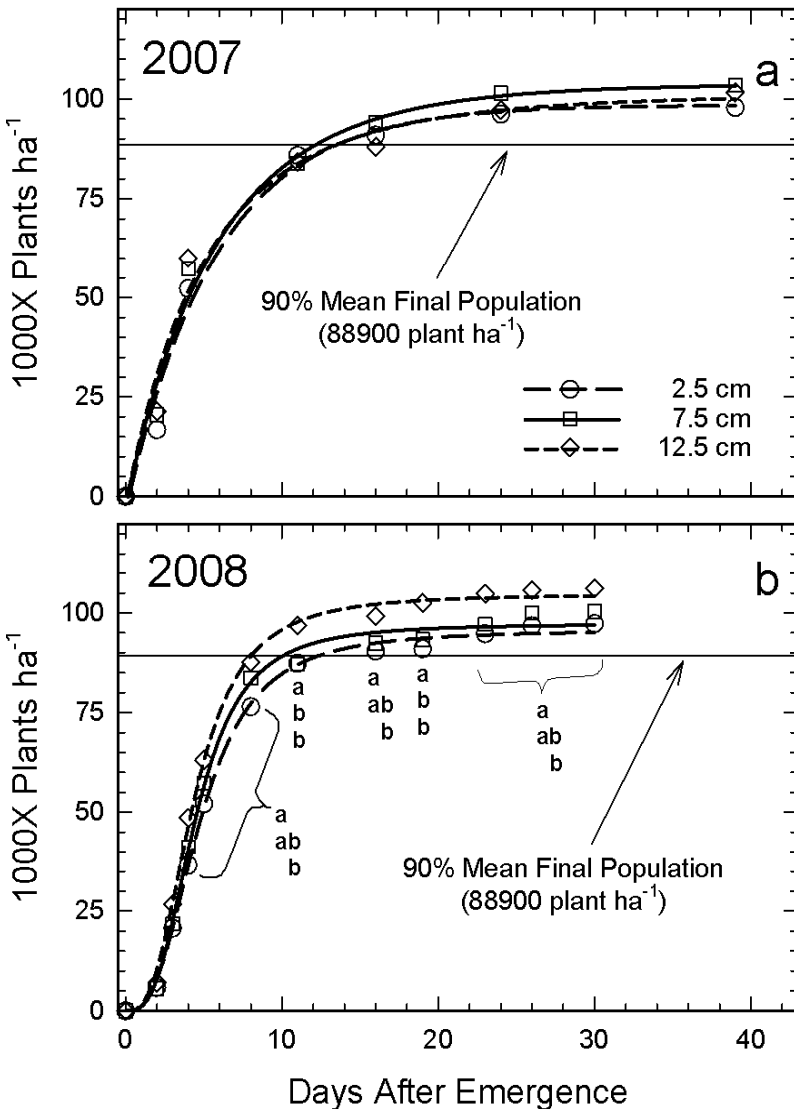 2007
a
100
75
50
25
0
1000X Plants ha-1
90% Mean Final Population
(88900 plant ha-1)
2.5 cm
7.5 cm
12.5 cm
2008
b
100
75
50
25
0
1000X Plants ha-1
a
b
b
a
ab
b
a
b
b
a
ab
b
a
ab
b
90% Mean Final Population
(88900 plant ha-1)
0 10 20 30 40
Days After Emergence